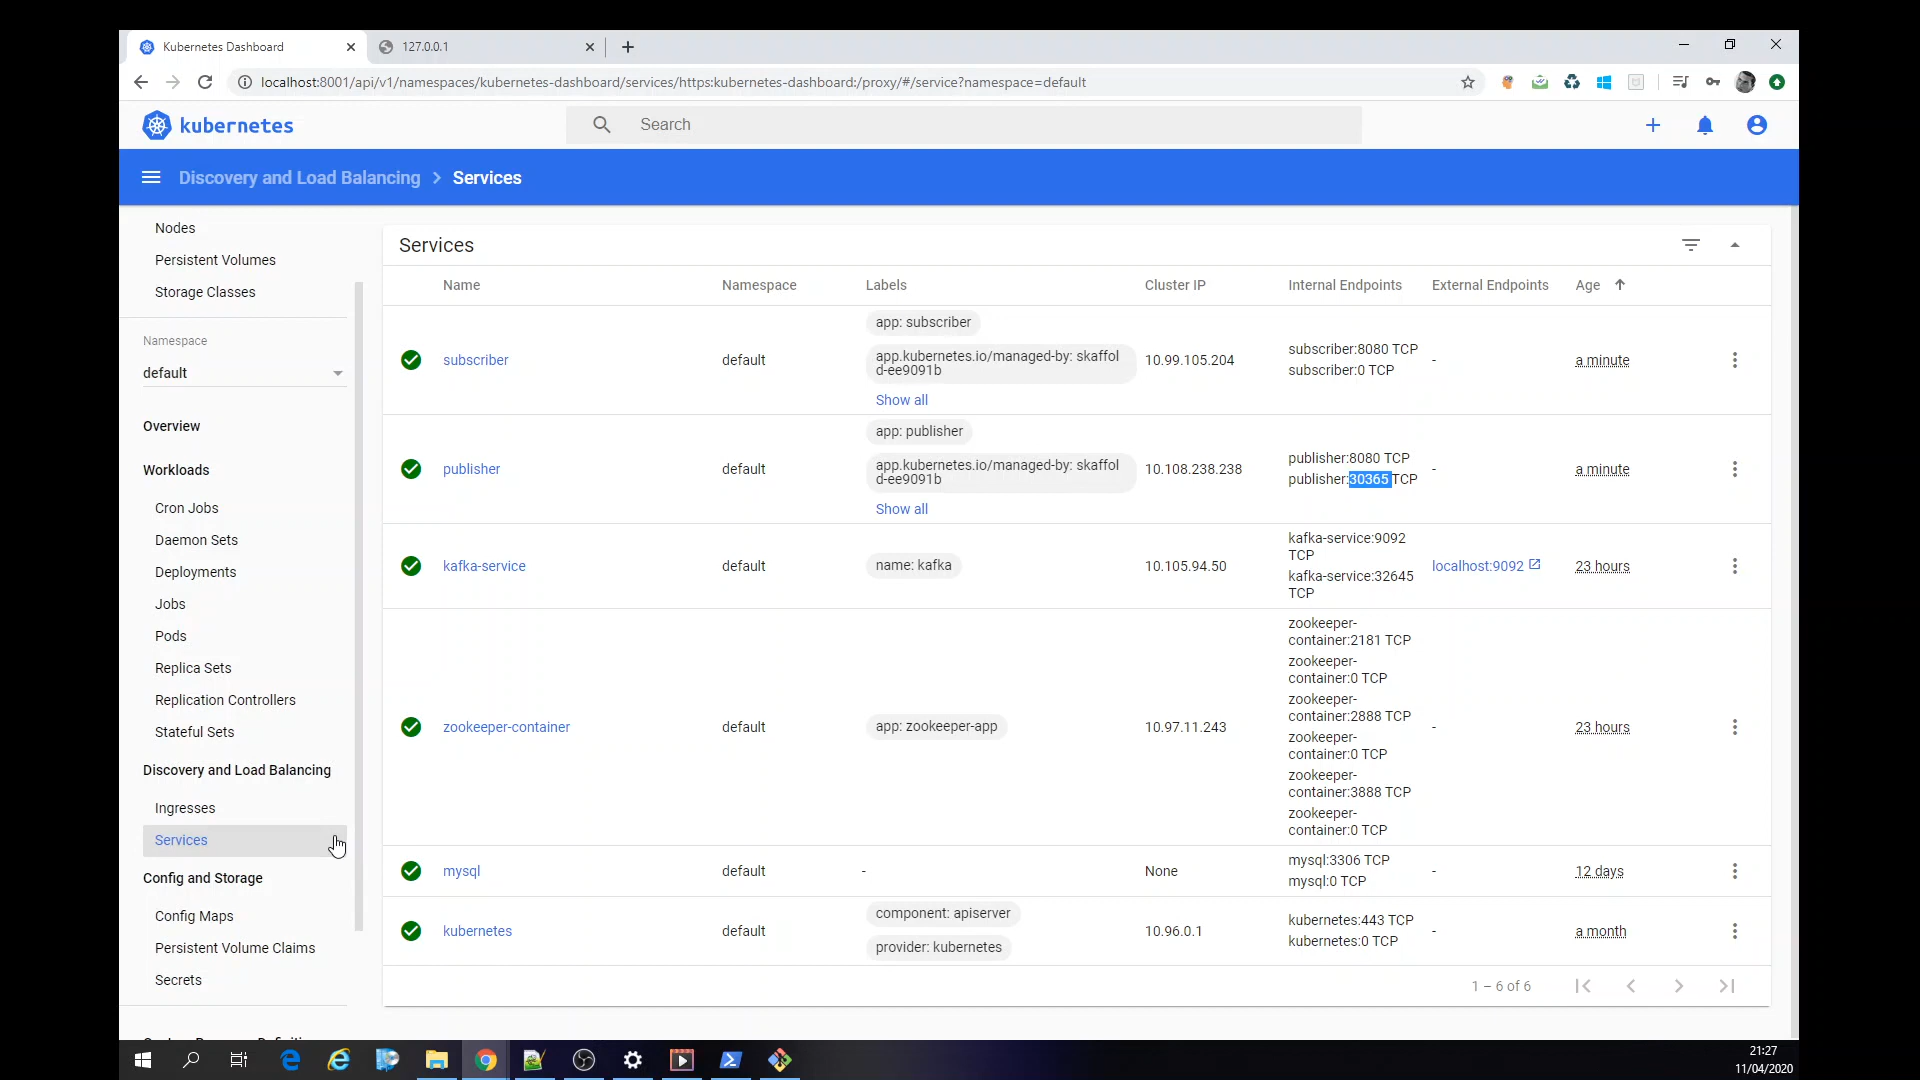 Kubernetes Dashboard
127.0.0.1
localhost:8001/api/v1/namespaces/kubernetes-dashboard/services/https:kubernetes-dashboard:/proxy/#/service?namespace=default
kubernetes
Search
Discovery and Load Balancing > Services
Nodes
Persistent Volumes
Storage Classes
Namespace
default
Overview
Workloads
Cron Jobs
Daemon Sets
Deployments
Jobs
Pods
Replica Sets
Replication Controllers
Stateful Sets
Discovery and Load Balancing
Ingresses
Services
Config and Storage
Config Maps
Persistent Volume Claims
Secrets
Services
Name Namespace Labels Cluster IP Internal Endpoints External Endpoints Age
subscriber
default
app: subscriber
app.kubernetes.io/managed-by: skaffol
d-ee9091b
Show all
10.99.105.204
subscriber:8080 TCP
subscriber:0 TCP
-
a minute
publisher
default
app: publisher
app.kubernetes.io/managed-by: skaffol
d-ee9091b
Show all
10.108.238.238
publisher:8080 TCP
publisher:30365 TCP
-
a minute
kafka-service
default
name: kafka
10.105.94.50
kafka-service:9092
TCP
kafka-service:32645
TCP
localhost:9092
23 hours
zookeeper-container
default
app: zookeeper-app
10.97.11.243
zookeeper-
container:2181 TCP
zookeeper-
container:0 TCP
zookeeper-
container:2888 TCP
zookeeper-
container:0 TCP
zookeeper-
container:3888 TCP
zookeeper-
container:0 TCP
-
23 hours
mysql
default
-
None
mysql:3306 TCP
mysql:0 TCP
-
12 days
kubernetes
default
component: apiserver
provider: kubernetes
10.96.0.1
kubernetes:443 TCP
kubernetes:0 TCP
-
a month
1 – 6 of 6
21:27
11/04/2020